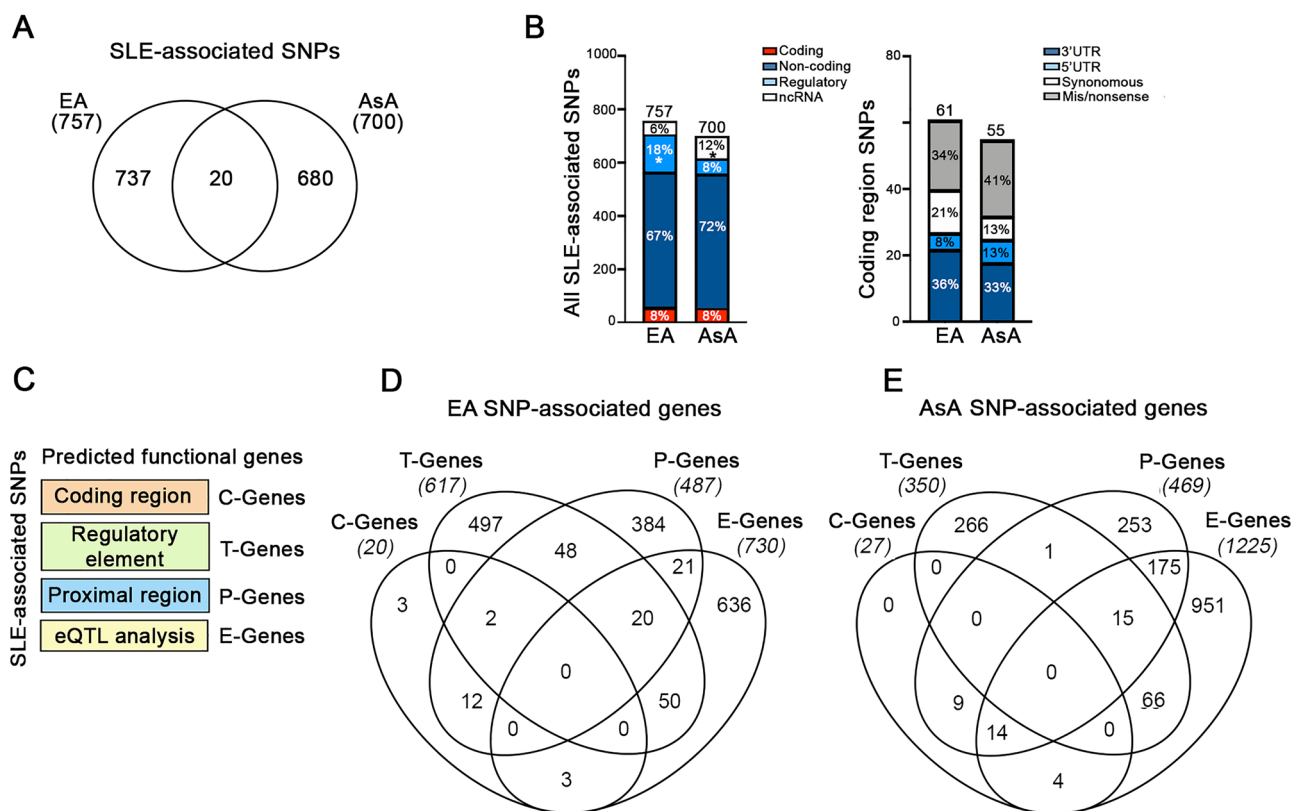 A
SLE-associated SNPs
EA
(757)
AsA
(700)
737
20
680
B
All SLE-associated SNPs
1000
800
600
400
200
0
757
6%
18%
*
67%
8%
EA
700
12%
*
8%
72%
8%
AsA
Coding
Non-coding
Regulatory
ncRNA
Coding region SNPs
80
60
40
20
0
61
34%
21%
8%
36%
EA
55
41%
13%
13%
33%
AsA
3'UTR
5'UTR
Synonomous
Mis/nonsense
C
SLE-associated SNPs
Predicted functional genes
Coding region
C-Genes
Regulatory
element
T-Genes
Proximal region
P-Genes
eQTL analysis
E-Genes
D
EA SNP-associated genes
T-Genes
(617)
P-Genes
(487)
C-Genes
(20)
E-Genes
(730)
497
384
48
0
21
3
2
20
636
0
12
50
0
0
3
E
AsA SNP-associated genes
T-Genes
(350)
P-Genes
(469)
C-Genes
(27)
E-Genes
(1225)
266
253
1
0
175
0
0
15
951
0
9
66
14
0
4